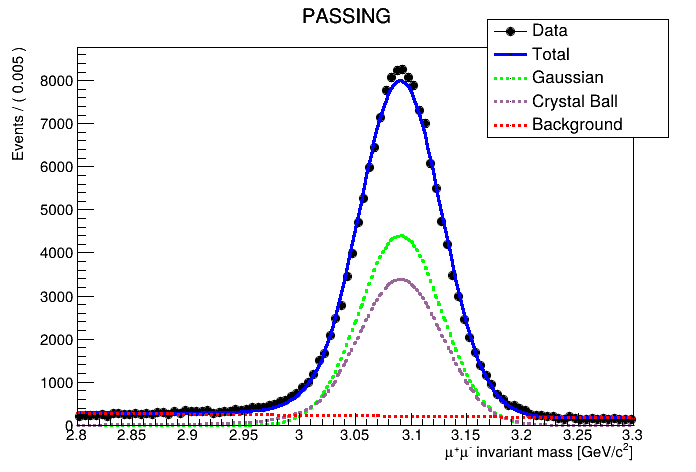 PASSING
Data
Total
Gaussian
Crystal Ball
Background
Events / ( 0.005 )
8000
7000
6000
5000
4000
3000
2000
1000
0
2.8 2.85 2.9 2.95 3 3.05 3.1 3.15 3.2 3.25 3.3
μ⁺μ⁻ invariant mass [GeV/c²]